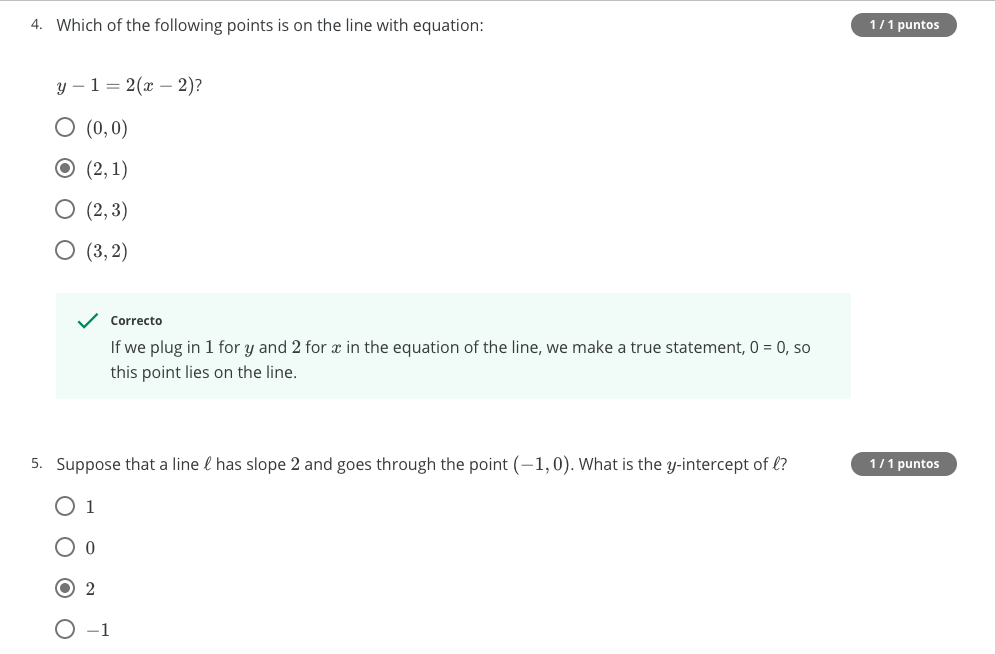 4. Which of the following points is on the line with equation:
1 / 1 puntos
y − 1 = 2(x − 2)?
(0, 0)
(2, 1)
(2, 3)
(3, 2)
Correcto
If we plug in 1 for y and 2 for x in the equation of the line, we make a true statement, 0 = 0, so
this point lies on the line.
5. Suppose that a line ℓ has slope 2 and goes through the point (−1, 0). What is the y-intercept of ℓ?
1 / 1 puntos
1
0
2
−1